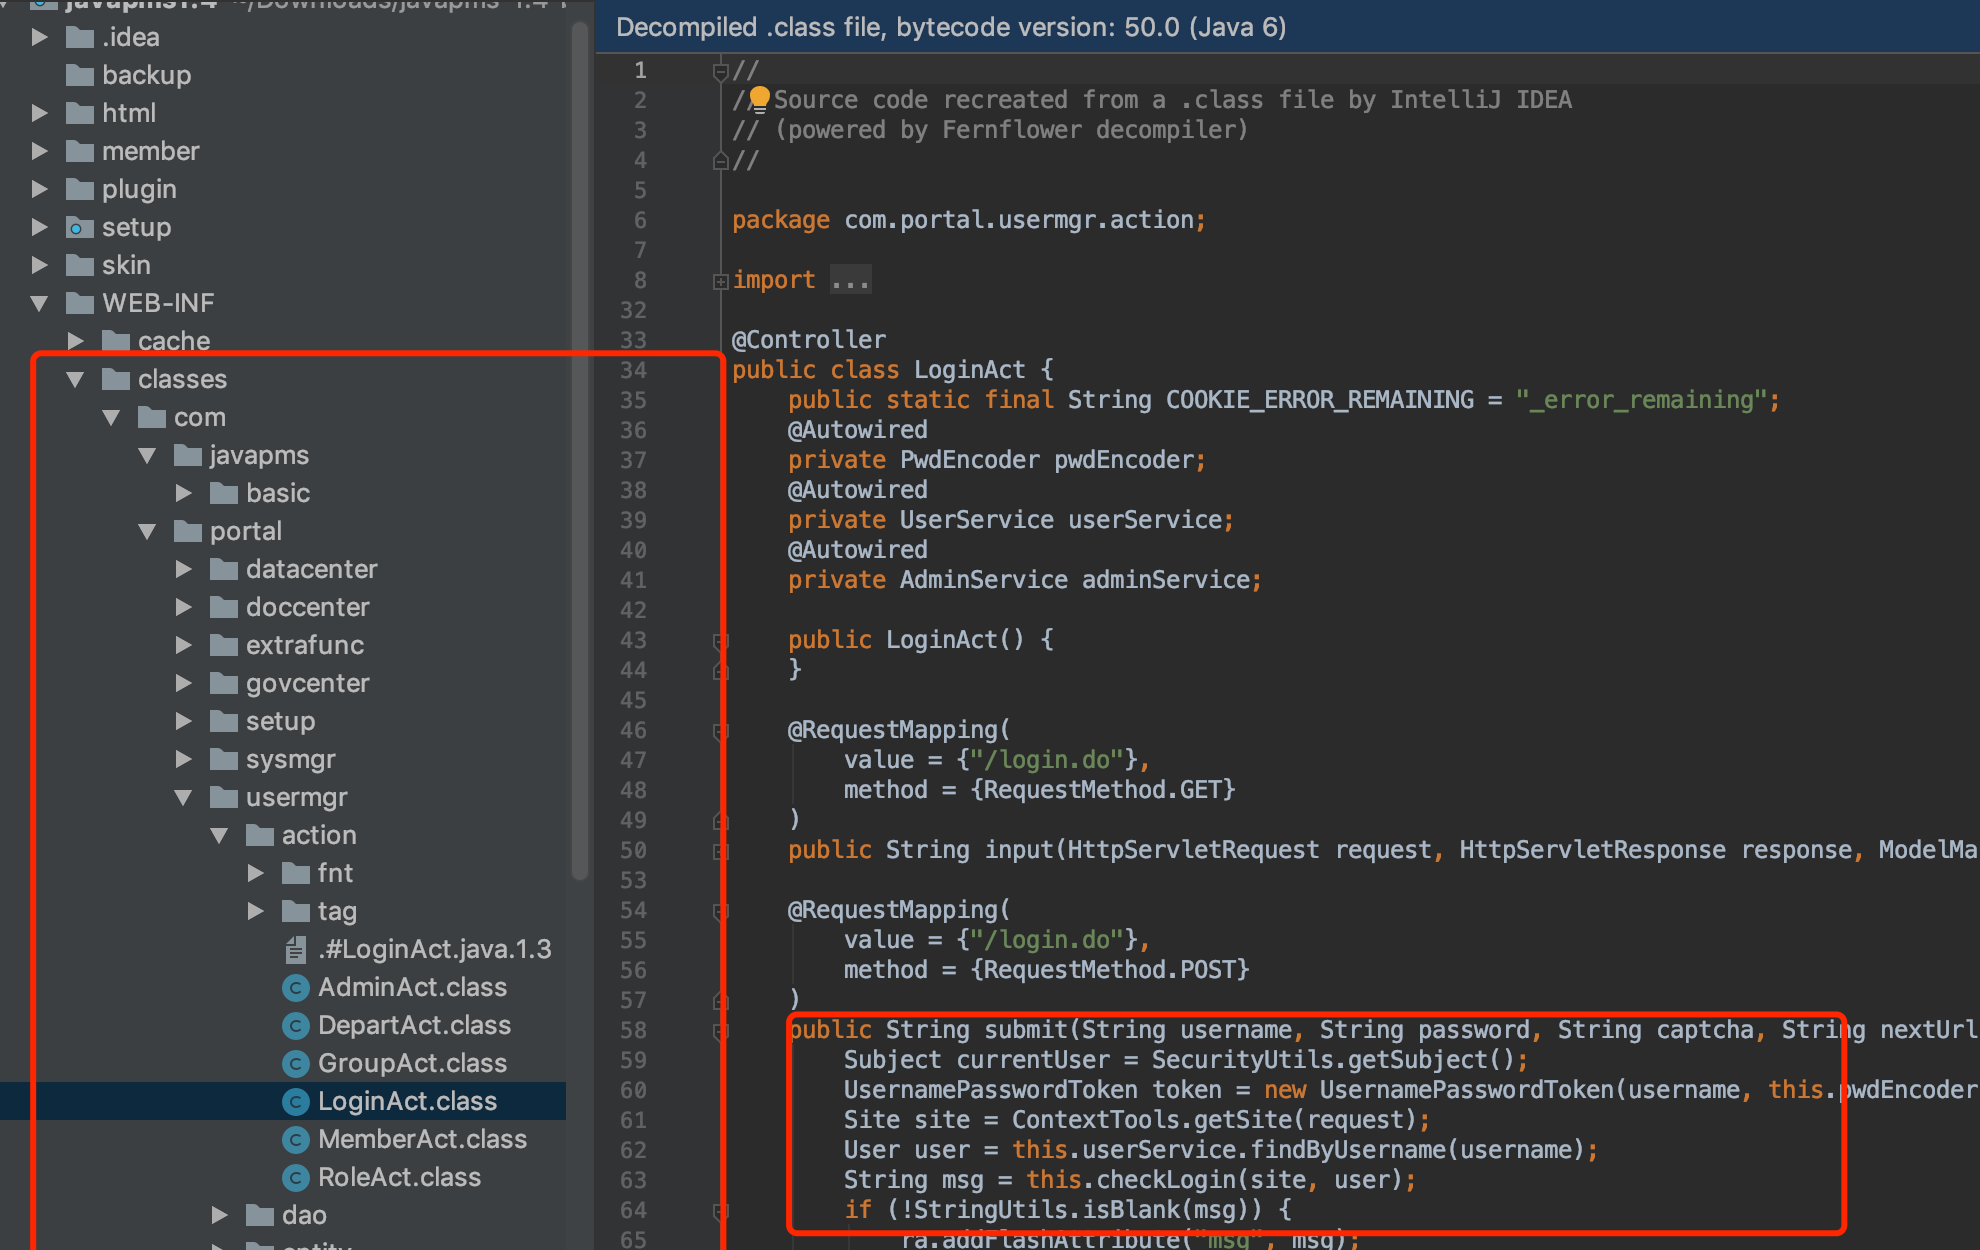 javapms1.4 ~/Downloads/javapms-1.4
.idea
backup
html
member
plugin
setup
skin
WEB-INF
cache
classes
com
javapms
basic
portal
datacenter
doccenter
extrafunc
govcenter
setup
sysmgr
usermgr
action
fnt
tag
.#LoginAct.java.1.3
AdminAct.class
DepartAct.class
GroupAct.class
LoginAct.class
MemberAct.class
RoleAct.class
dao
entity
Decompiled .class file, bytecode version: 50.0 (Java 6)
1 //
2 // Source code recreated from a .class file by IntelliJ IDEA
3 // (powered by Fernflower decompiler)
4 //
5
6 package com.portal.usermgr.action;
7
8 import ...
32
33 @Controller
34 public class LoginAct {
35 public static final String COOKIE_ERROR_REMAINING = "_error_remaining";
36 @Autowired
37 private PwdEncoder pwdEncoder;
38 @Autowired
39 private UserService userService;
40 @Autowired
41 private AdminService adminService;
42
43 public LoginAct() {
44 }
45
46 @RequestMapping(
47 value = {"/login.do"},
48 method = {RequestMethod.GET}
49 )
50 public String input(HttpServletRequest request, HttpServletResponse response, ModelMa
53
54 @RequestMapping(
55 value = {"/login.do"},
56 method = {RequestMethod.POST}
57 )
58 public String submit(String username, String password, String captcha, String nextUrl
59 Subject currentUser = SecurityUtils.getSubject();
60 UsernamePasswordToken token = new UsernamePasswordToken(username, this.pwdEncoder
61 Site site = ContextTools.getSite(request);
62 User user = this.userService.findByUsername(username);
63 String msg = this.checkLogin(site, user);
64 if (!StringUtils.isBlank(msg)) {
65 ra.addFlashAttribute("msg", msg);